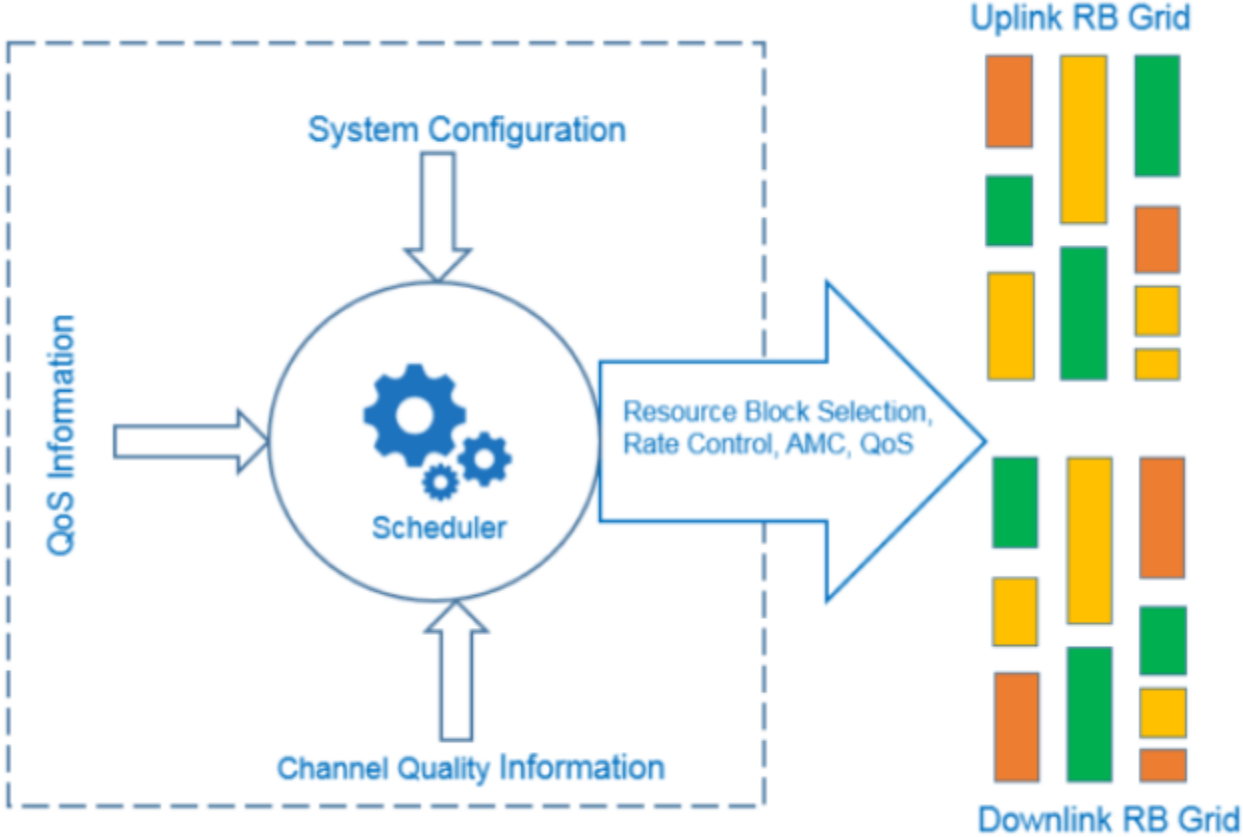 Uplink RB Grid
System Configuration
QoS Information
Resource Block Selection,
Rate Control, AMC, QoS
Scheduler
Channel Quality Information
Downlink RB Grid